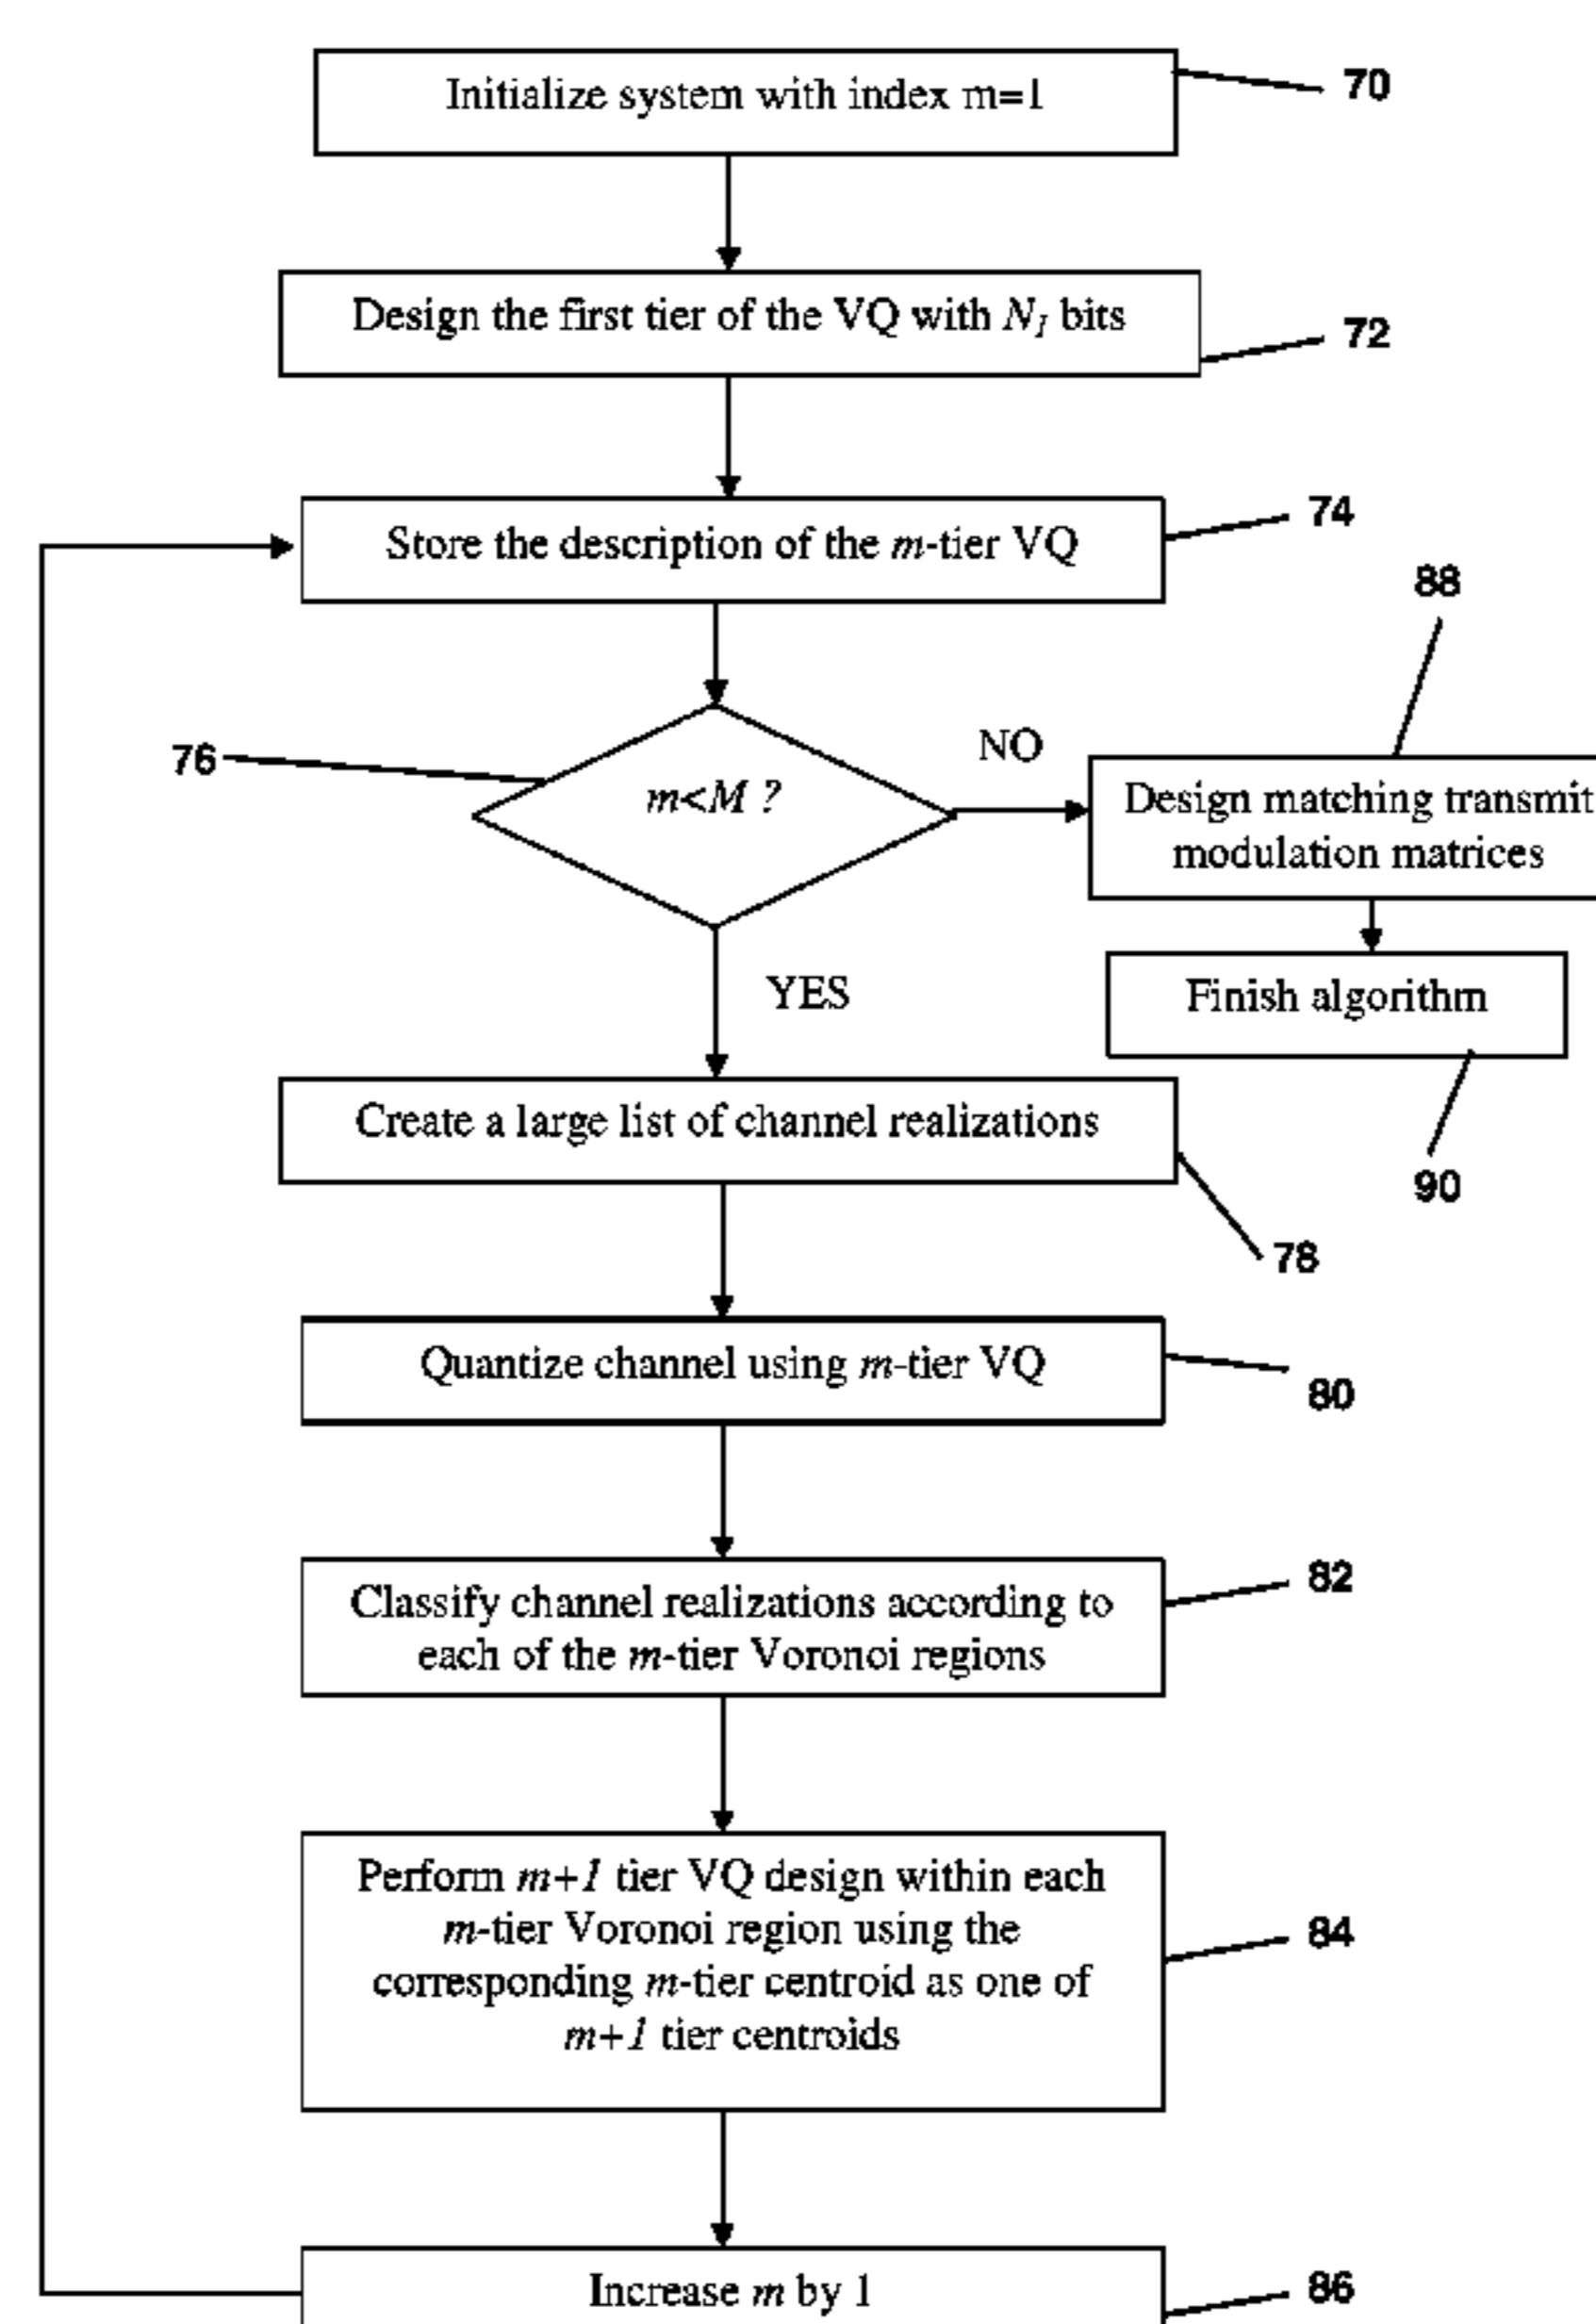 Initialize system with index m=1
70
Design the first tier of the VQ with N1 bits
72
Store the description of the m-tier VQ
74
88
76
m<M ?
NO
Design matching transmit
modulation matrices
YES
Finish algorithm
90
Create a large list of channel realizations
78
Quantize channel using m-tier VQ
80
Classify channel realizations according to
each of the m-tier Voronoi regions
82
Perform m+1 tier VQ design within each
m-tier Voronoi region using the
corresponding m-tier centroid as one of
m+1 tier centroids
84
Increase m by 1
86